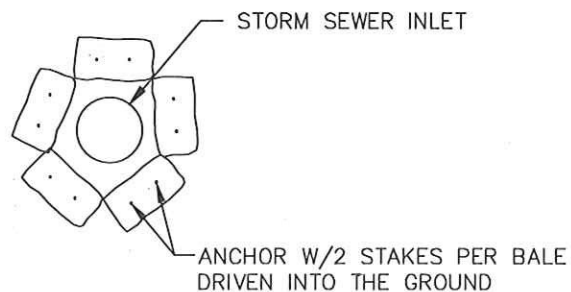 STORM SEWER INLET
ANCHOR W/2 STAKES PER BALE
DRIVEN INTO THE GROUND